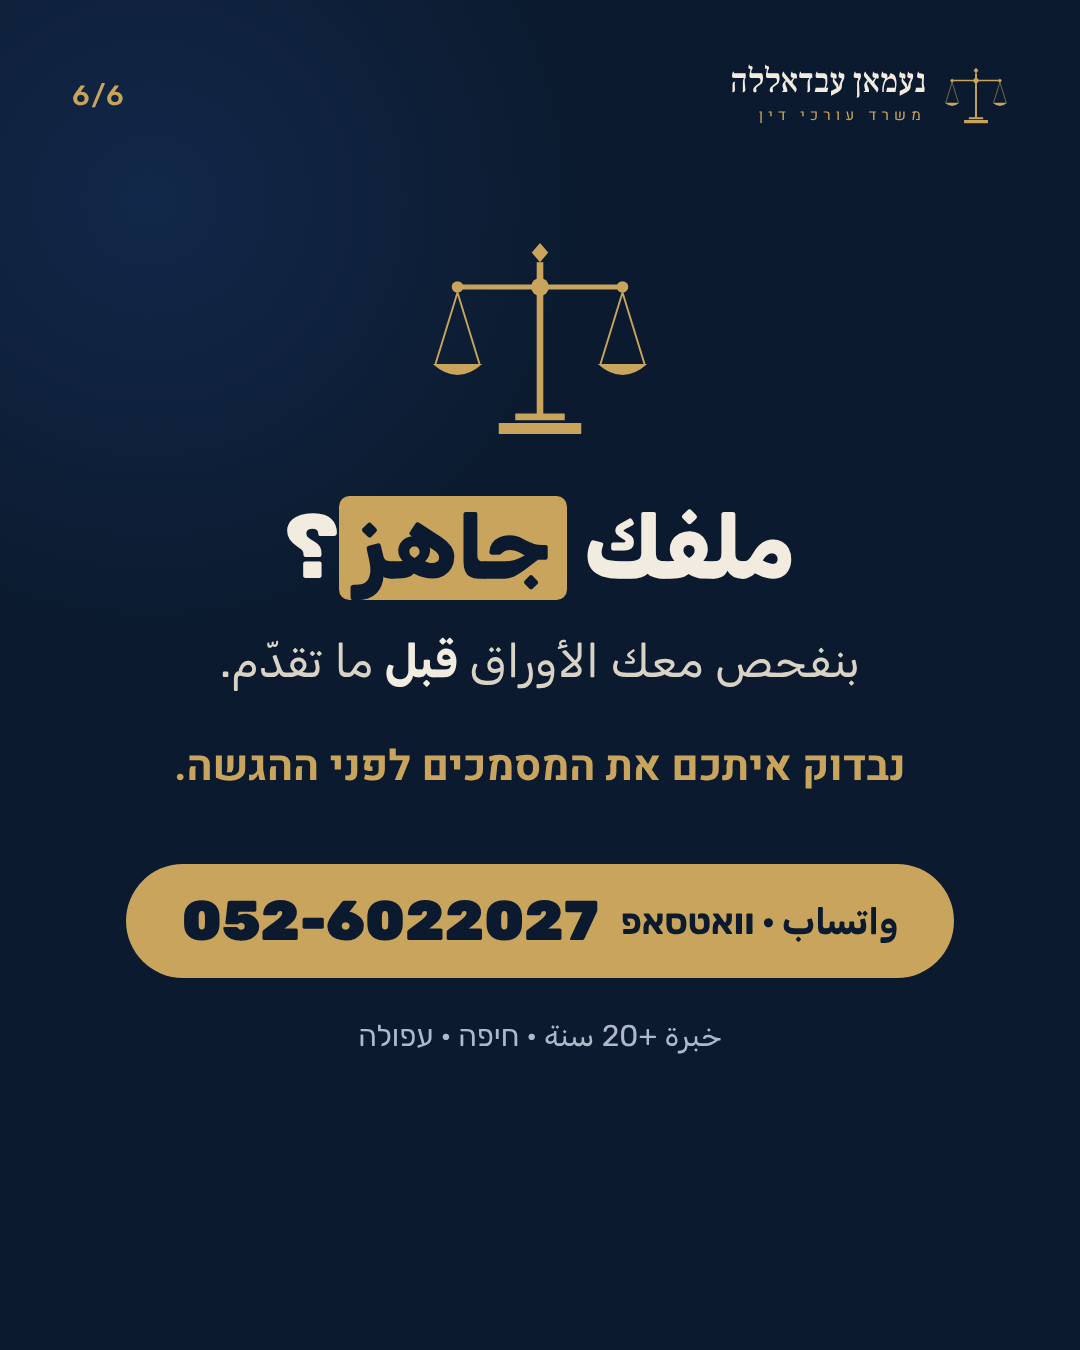 נעמאן עבדאללה
משרד עורכי דין
6/6
ملفك جاهز؟
بنفحص معك الأوراق قبل ما تقدّم.
נבדוק איתכם את המסמכים לפני ההגשה.
واتساب • וואטסאפ 052-6022027
خبرة +20 سنة • חיפה • עפולה